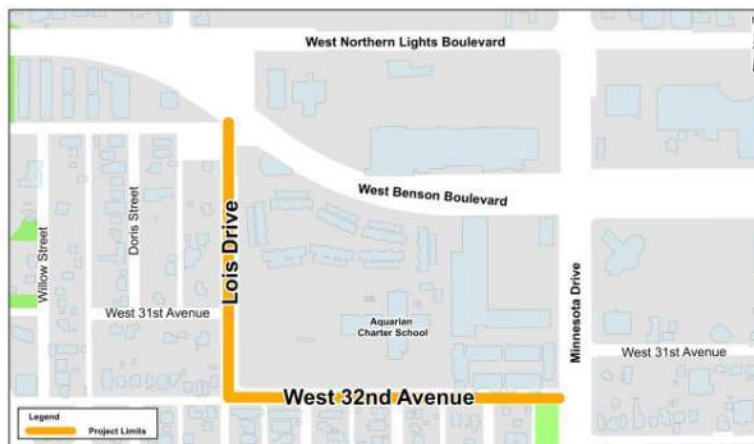 West Northern Lights Boulevard
West Benson Boulevard
Willow Street
Doris Street
Lois Drive
Minnesota Drive
West 31st Avenue
Aquarian
Charter School
West 31st Avenue
West 32nd Avenue
Legend
Project Limits